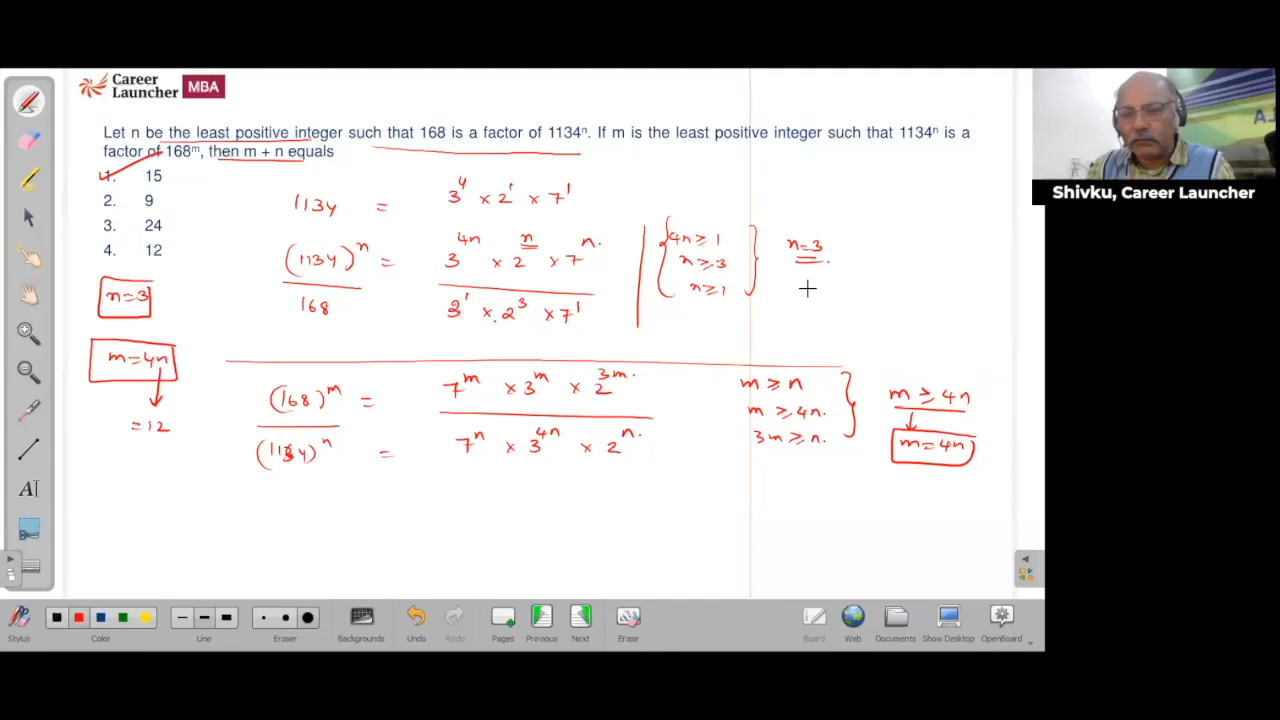 Career
Launcher MBA
Let n be the least positive integer such that 168 is a factor of 1134ⁿ. If m is the least positive integer such that 1134ⁿ is a
factor of 168ᵐ, then m + n equals
1. 15
2. 9
3. 24
4. 12
1134 = 3⁴ × 2¹ × 7¹
(1134)ⁿ = 3⁴ⁿ × 2ⁿ × 7ⁿ.
168 3¹ × 2³ × 7¹
4n ≥ 1
n ≥ 3
n ≥ 1
n=3
n=3
m=4n
=12
(168)ᵐ = 7ᵐ × 3ᵐ × 2³ᵐ.
(1134)ⁿ = 7ⁿ × 3⁴ⁿ × 2ⁿ.
m ≥ n
m ≥ 4n.
3m ≥ n.
m ≥ 4n
m=4n
Shivku, Career Launcher
A
Stylus Color Line Eraser Backgrounds Undo Redo Pages Previous Next Erase Board Web Documents Show Desktop OpenBoard